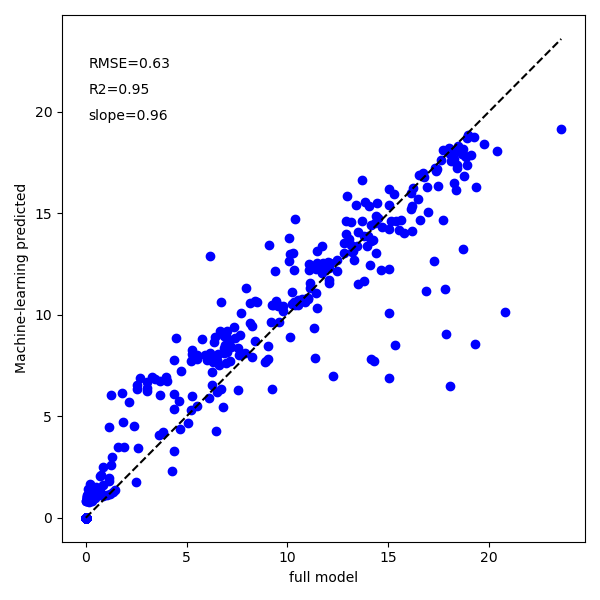 RMSE=0.63
R2=0.95
slope=0.96
Machine-learning predicted
20
15
10
5
0
0 5 10 15 20
full model